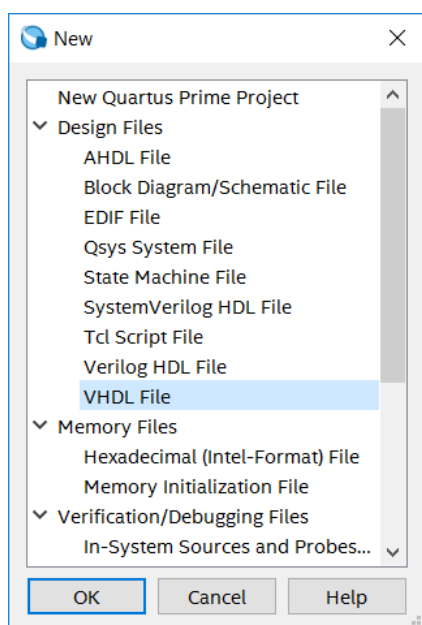 New
New Quartus Prime Project
Design Files
AHDL File
Block Diagram/Schematic File
EDIF File
Qsys System File
State Machine File
SystemVerilog HDL File
Tcl Script File
Verilog HDL File
VHDL File
Memory Files
Hexadecimal (Intel-Format) File
Memory Initialization File
Verification/Debugging Files
In-System Sources and Probes...
OK Cancel Help